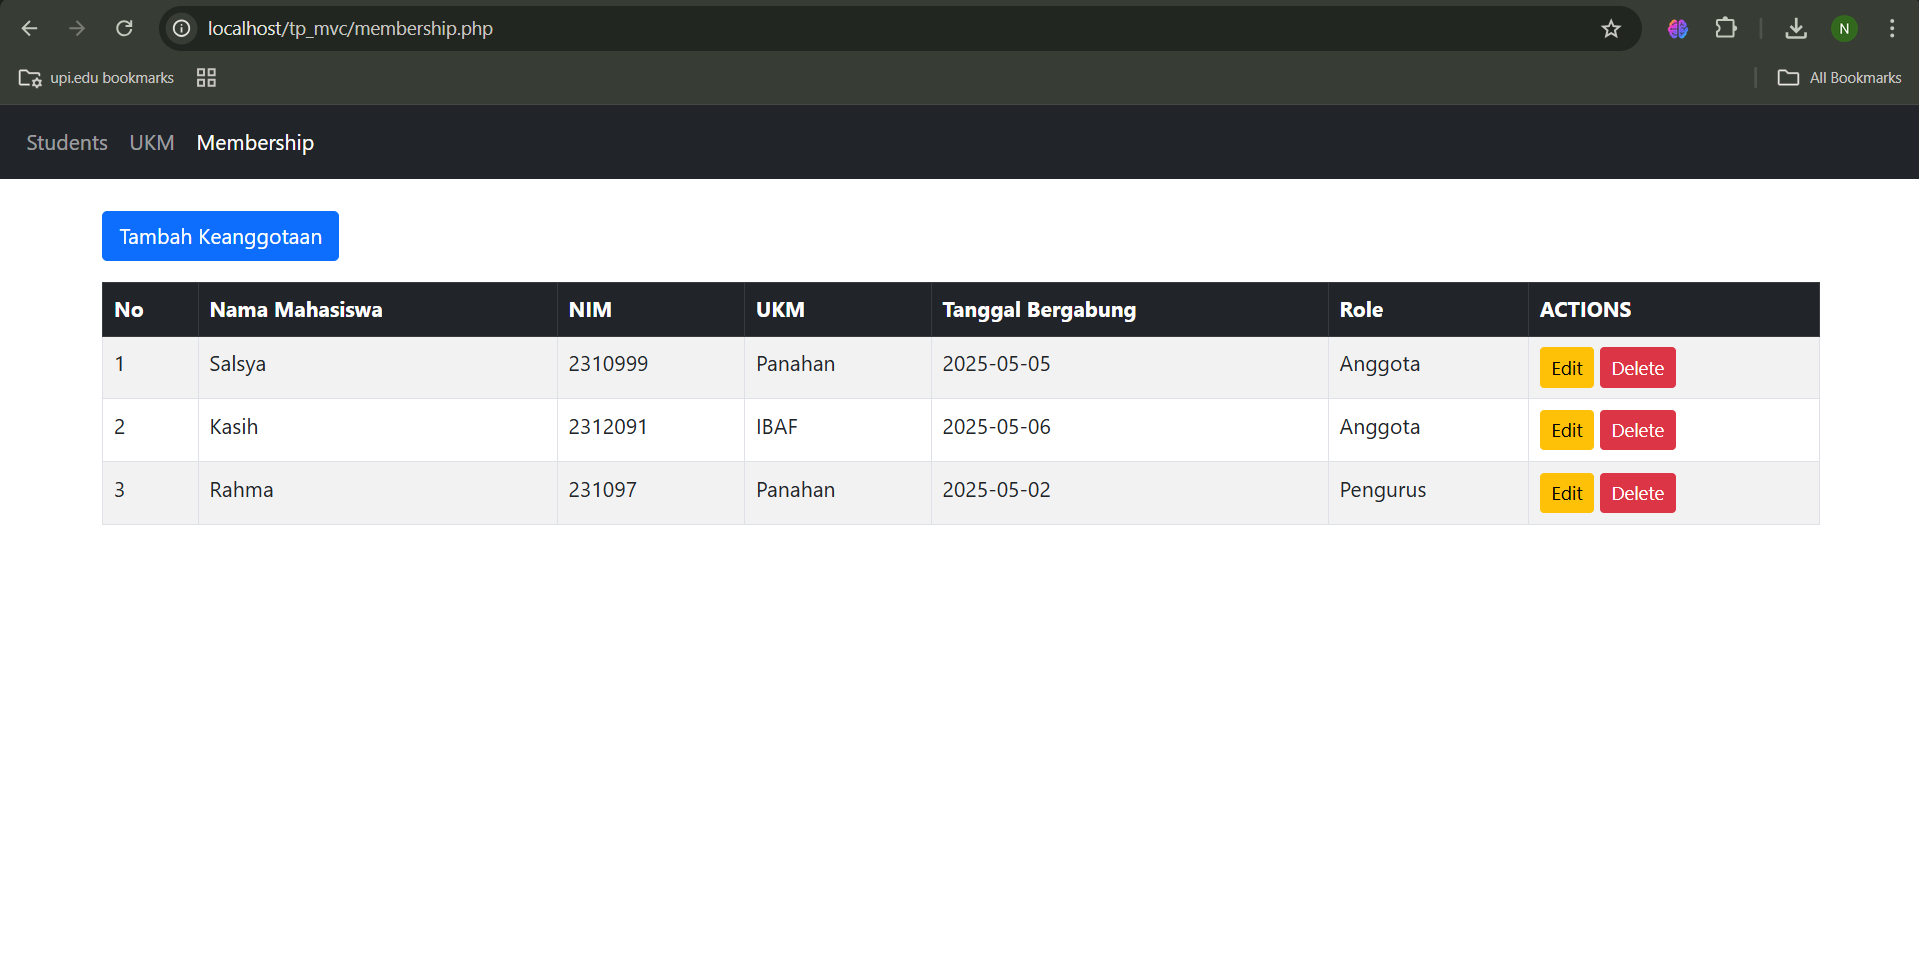 localhost/tp_mvc/membership.php
N
upi.edu bookmarks
All Bookmarks
Students UKM Membership
Tambah Keanggotaan
No Nama Mahasiswa NIM UKM Tanggal Bergabung Role ACTIONS
1 Salsya 2310999 Panahan 2025-05-05 Anggota Edit Delete
2 Kasih 2312091 IBAF 2025-05-06 Anggota Edit Delete
3 Rahma 231097 Panahan 2025-05-02 Pengurus Edit Delete